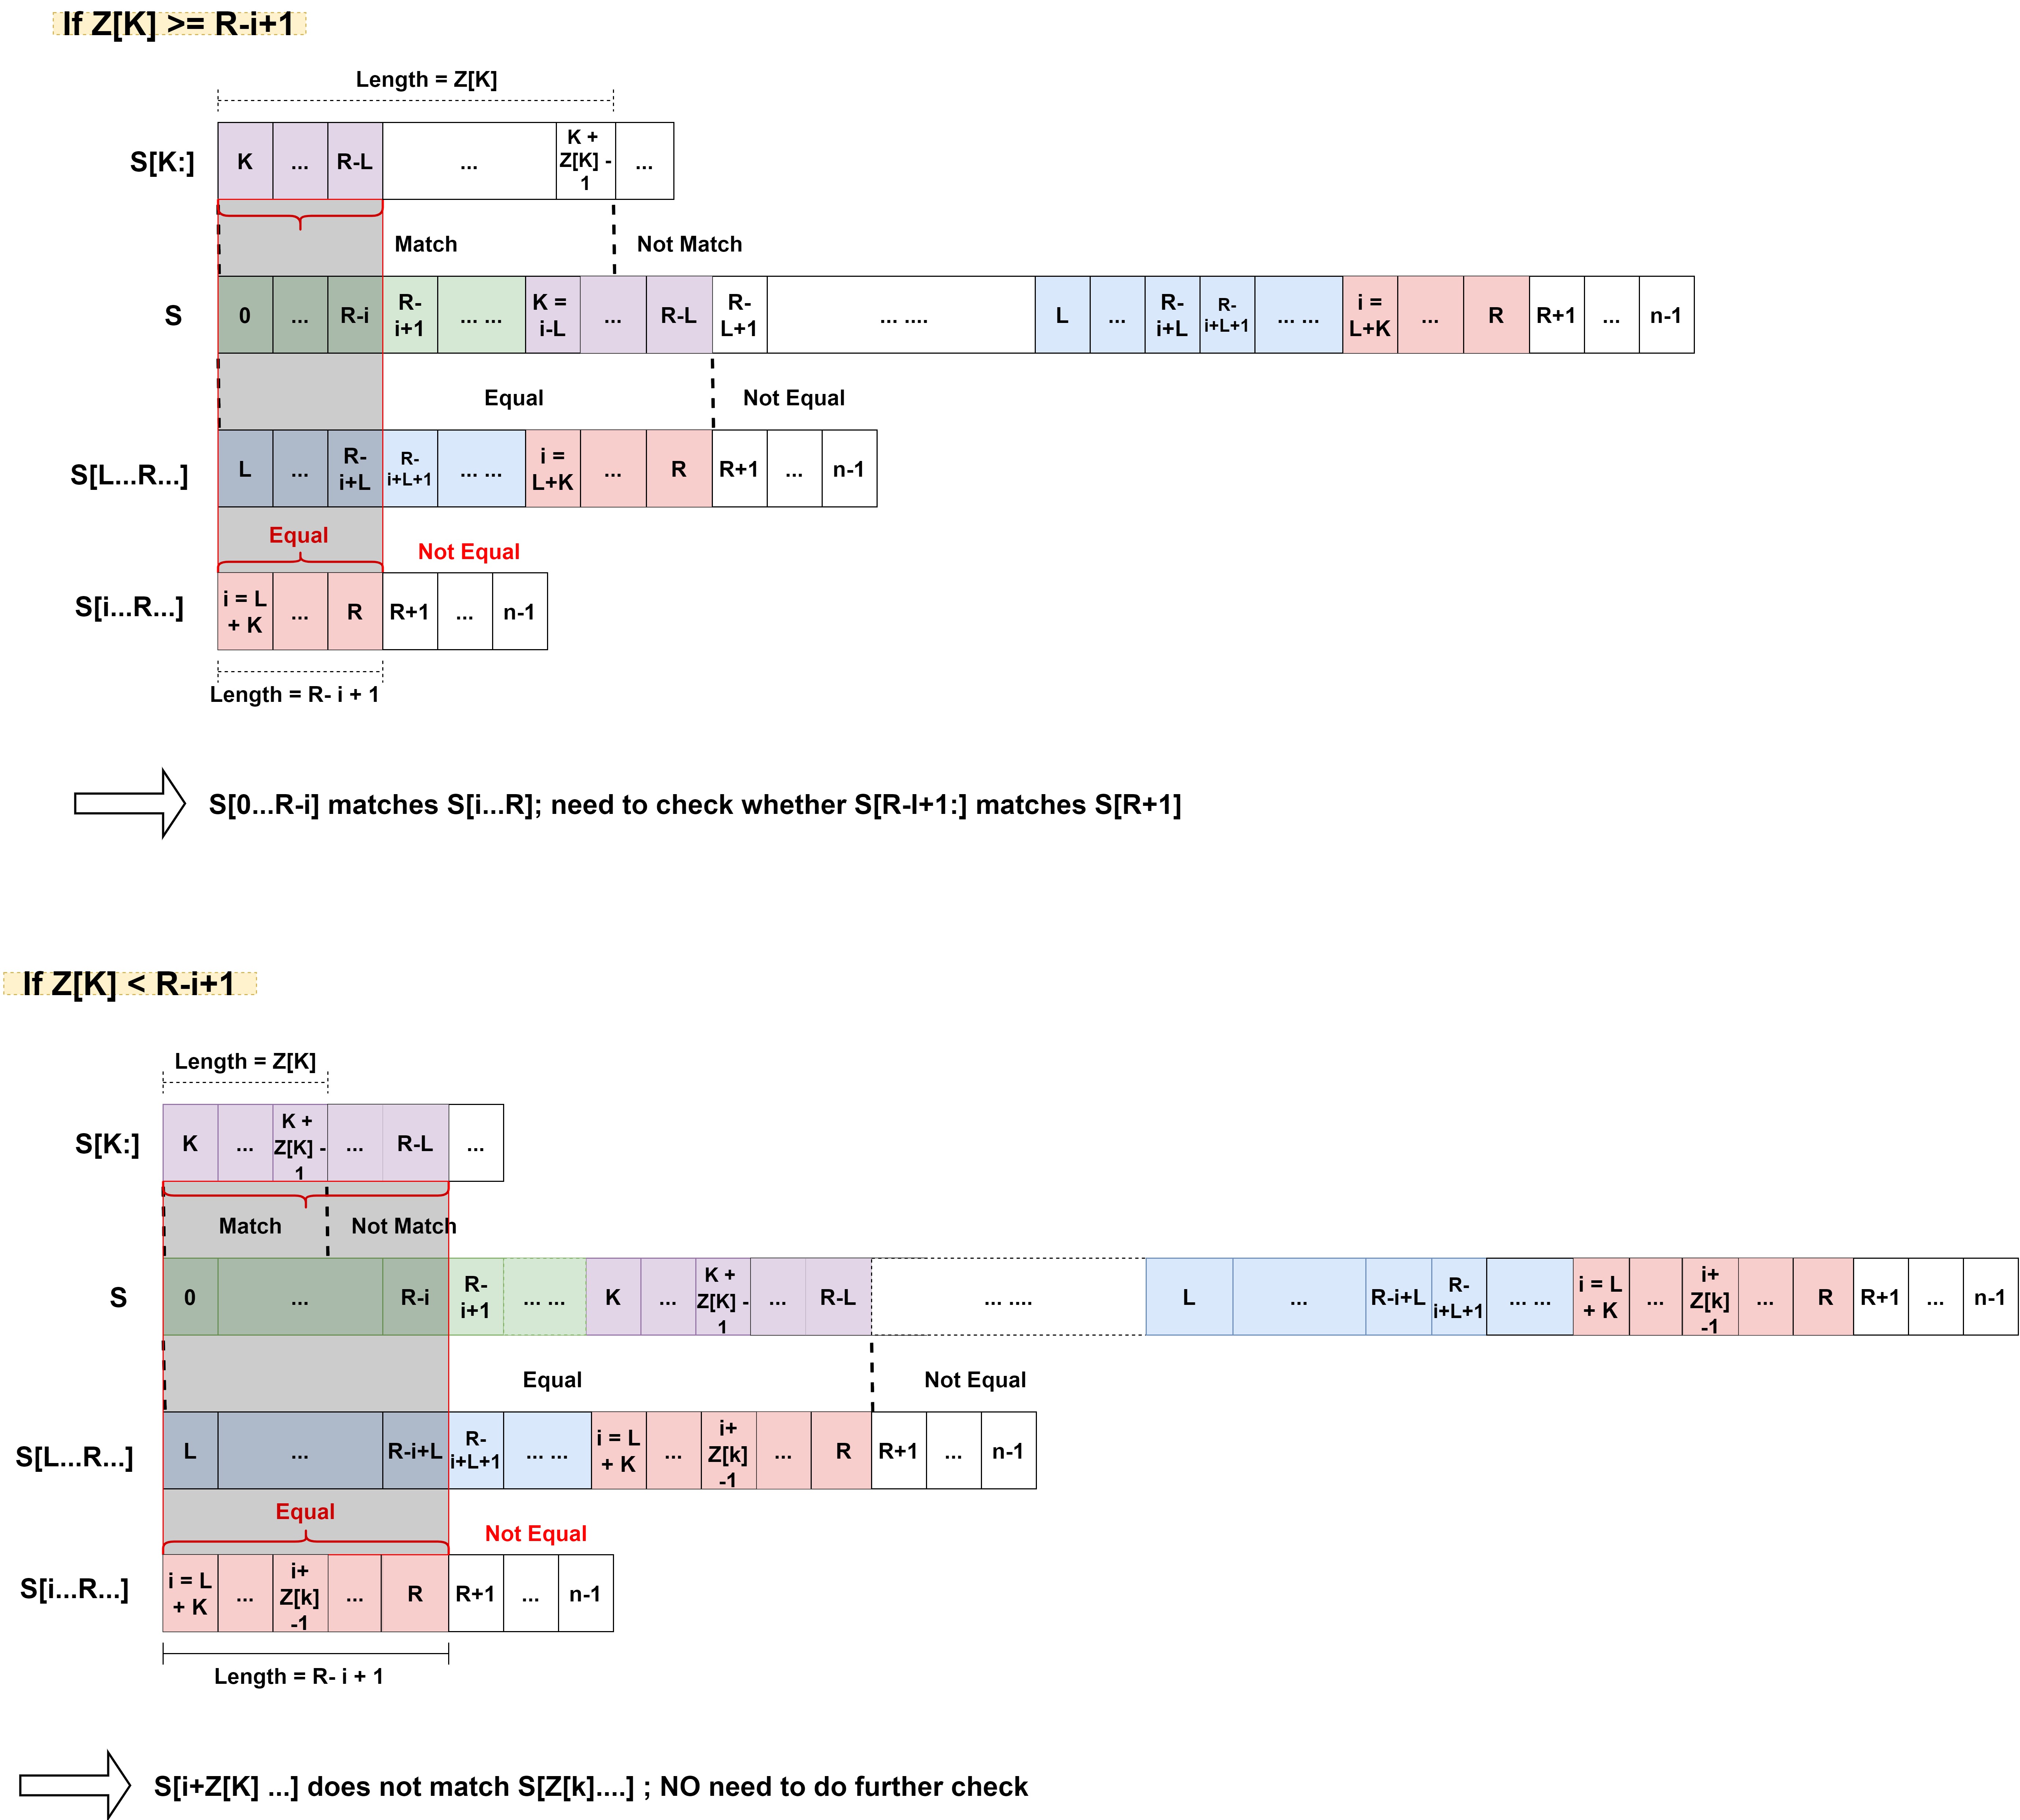 If Z[K] >= R-i+1
Length = Z[K]
S[K:]
K ... R-L ... K + Z[K] - 1 ...
Match Not Match
S
0 ... R-i R-i+1 ... ... K = i-L ... R-L R-L+1 ... .... L ... R-i+L R-i+L+1 ... ... i = L+K ... R R+1 ... n-1
Equal Not Equal
S[L...R...]
L ... R-i+L R-i+L+1 ... ... i = L+K ... R R+1 ... n-1
Equal Not Equal
S[i...R...]
i = L + K ... R R+1 ... n-1
Length = R- i + 1
S[0...R-i] matches S[i...R]; need to check whether S[R-I+1:] matches S[R+1]
If Z[K] < R-i+1
Length = Z[K]
S[K:]
K ... K + Z[K] - 1 ... R-L ...
Match Not Match
S
0 ... R-i R-i+1 ... ... K ... K + Z[K] - 1 ... R-L ... .... L ... R-i+L R-i+L+1 ... ... i = L + K ... i+ Z[k] -1 ... R R+1 ... n-1
Equal Not Equal
S[L...R...]
L ... R-i+L R-i+L+1 ... ... i = L + K ... i+ Z[k] -1 ... R R+1 ... n-1
Equal Not Equal
S[i...R...]
i = L + K ... i+ Z[k] -1 ... R R+1 ... n-1
Length = R- i + 1
S[i+Z[K] ...] does not match S[Z[k]....] ; NO need to do further check